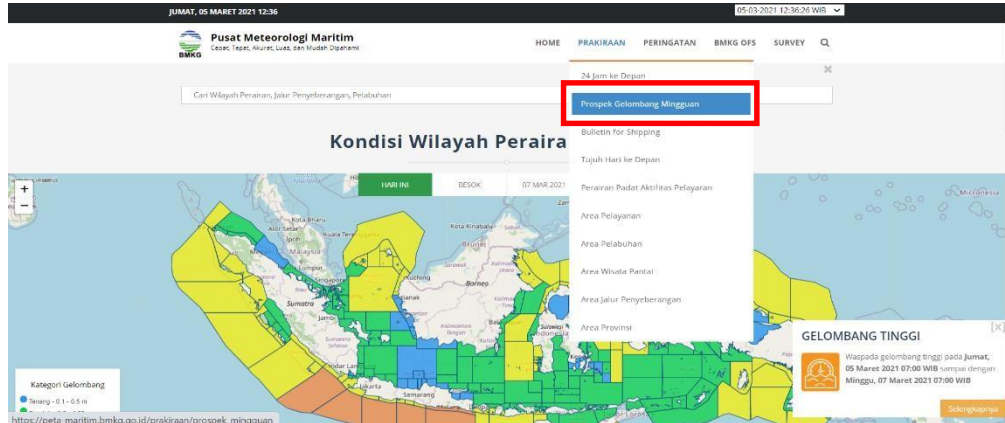 JUMAT, 05 MARET 2021 12:36
05-03-2021 12:36:26 WIB
BMKG
Pusat Meteorologi Maritim
Cepat, Tepat, Akurat, Luas, dan Mudah Dipahami
HOME
PRAKIRAAN
PERINGATAN
BMKG OFS
SURVEY
Cari Wilayah Perairan, Jalur Penyeberangan, Pelabuhan
24 Jam ke Depan
Prospek Gelombang Mingguan
Bulletin for Shipping
Tujuh Hari ke Depan
Perairan Padat Aktifitas Pelayaran
Area Pelayanan
Area Pelabuhan
Area Wisata Pantai
Area Jalur Penyeberangan
Area Provinsi
Kondisi Wilayah Peraira
HARI INI
BESOK
07 MAR 2021
+
−
Micronesia
Kota Bharu
Ipoh
Malaysia
Kota Kinabalu
Brunei
Sarawak
Kuching
Borneo
Singapore
Sumatra
Jambi
Jakarta
Semarang
Kategori Gelombang
Tenang - 0.1 - 0.5 m
GELOMBANG TINGGI
[X]
Waspada gelombang tinggi pada Jumat,
05 Maret 2021 07:00 WIB sampai dengan
Minggu, 07 Maret 2021 07:00 WIB
Selengkapnya
https://peta_maritim.bmkg.go.id/prakiraan/prospek_mingguan